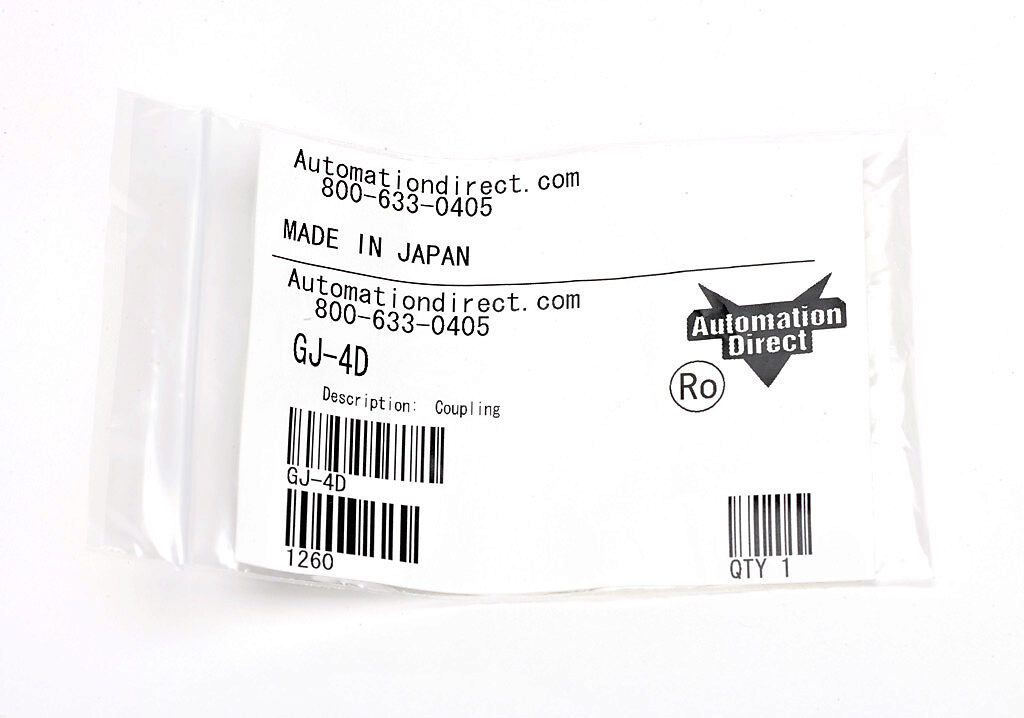 Automationdirect.com
800-633-0405
MADE IN JAPAN
Automationdirect.com
800-633-0405
Automation
Direct
GJ-4D
Ro
Description: Coupling
GJ-4D
1260
QTY 1